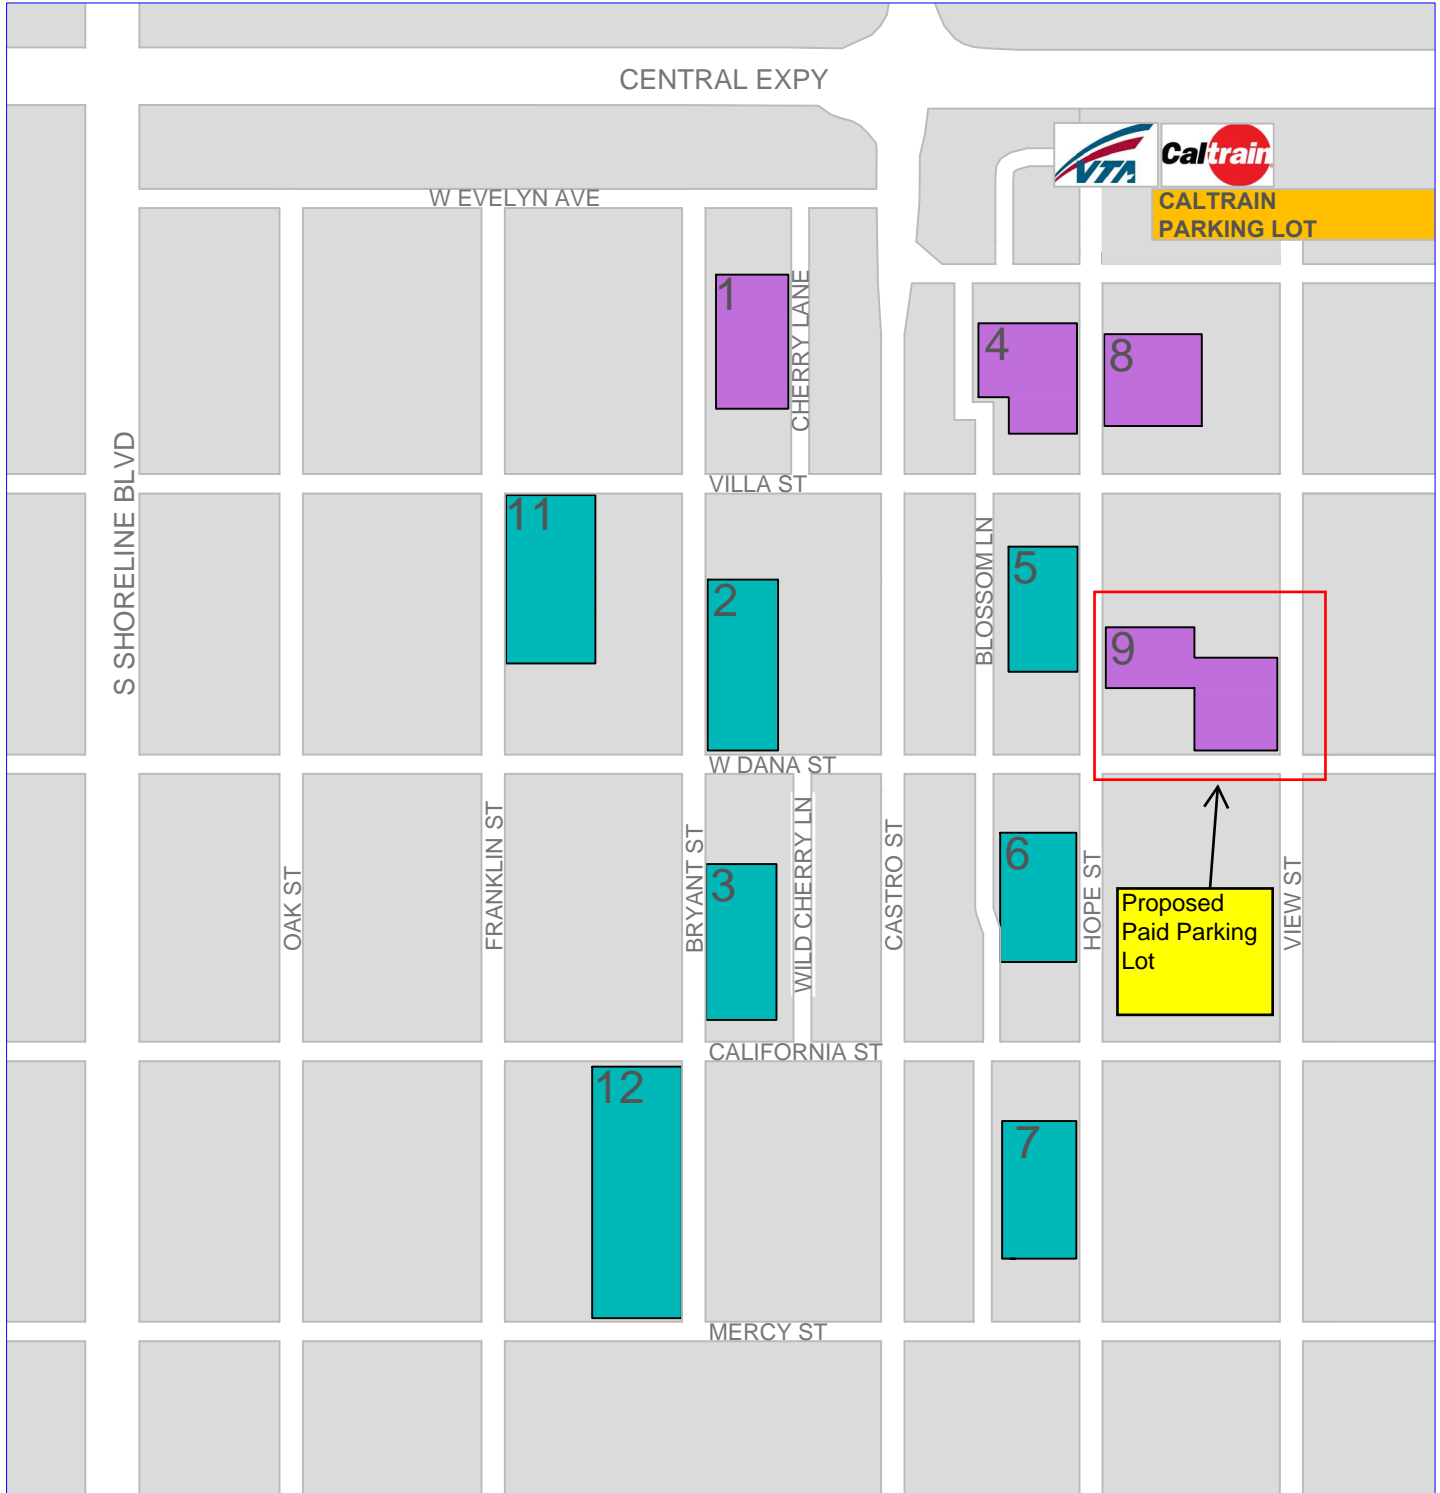 CENTRAL EXPY
VTA
Caltrain
W EVELYN AVE
CALTRAIN
PARKING LOT
1
CHERRY LANE
4
8
S SHORELINE BLVD
VILLA ST
11
2
BLOSSOM LN
5
9
W DANA ST
OAK ST
FRANKLIN ST
BRYANT ST
3
WILD CHERRY LN
CASTRO ST
6
HOPE ST
Proposed
Paid Parking
Lot
VIEW ST
CALIFORNIA ST
12
7
MERCY ST